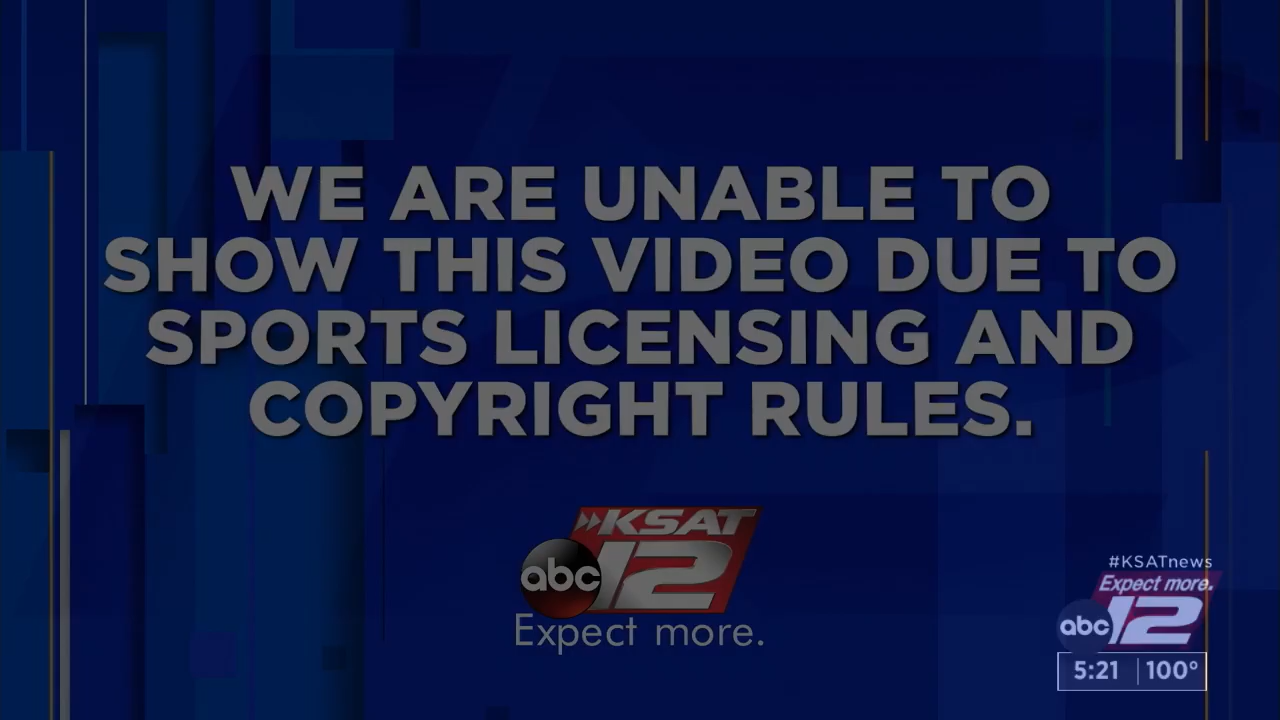 WE ARE UNABLE TO
SHOW THIS VIDEO DUE TO
SPORTS LICENSING AND
COPYRIGHT RULES.
KSAT
abc 12
Expect more.
#KSATnews
Expect more.
abc 12
5:21 100°